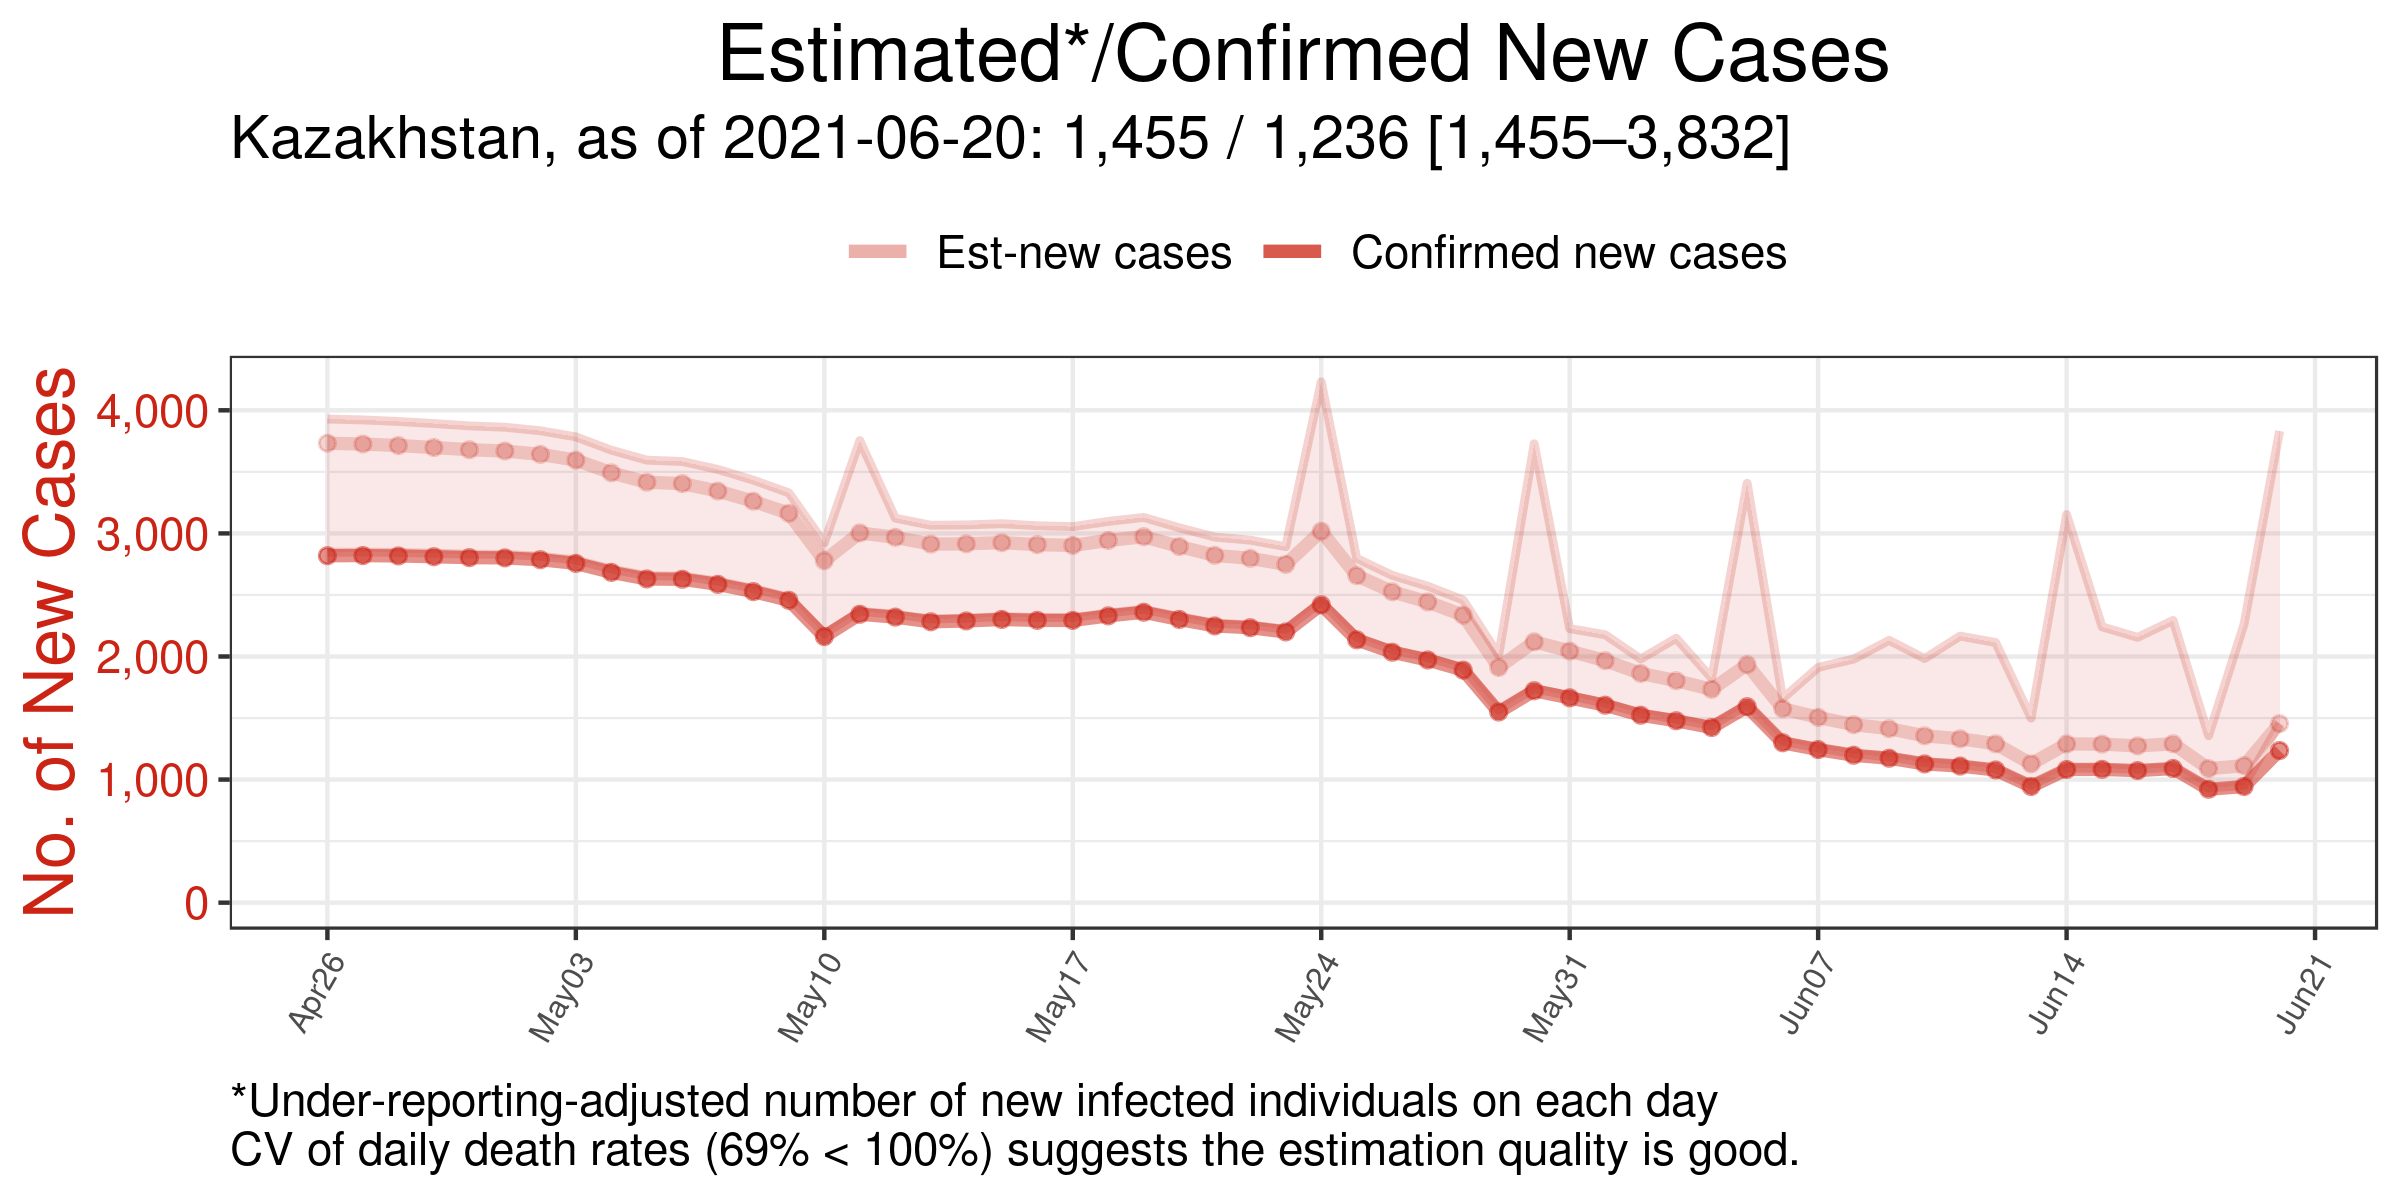 Estimated*/Confirmed New Cases
Kazakhstan, as of 2021-06-20: 1,455 / 1,236 [1,455–3,832]
Est-new cases
Confirmed new cases
No. of New Cases
4,000
3,000
2,000
1,000
0
Apr26
May03
May10
May17
May24
May31
Jun07
Jun14
Jun21
*Under-reporting-adjusted number of new infected individuals on each day
CV of daily death rates (69% < 100%) suggests the estimation quality is good.